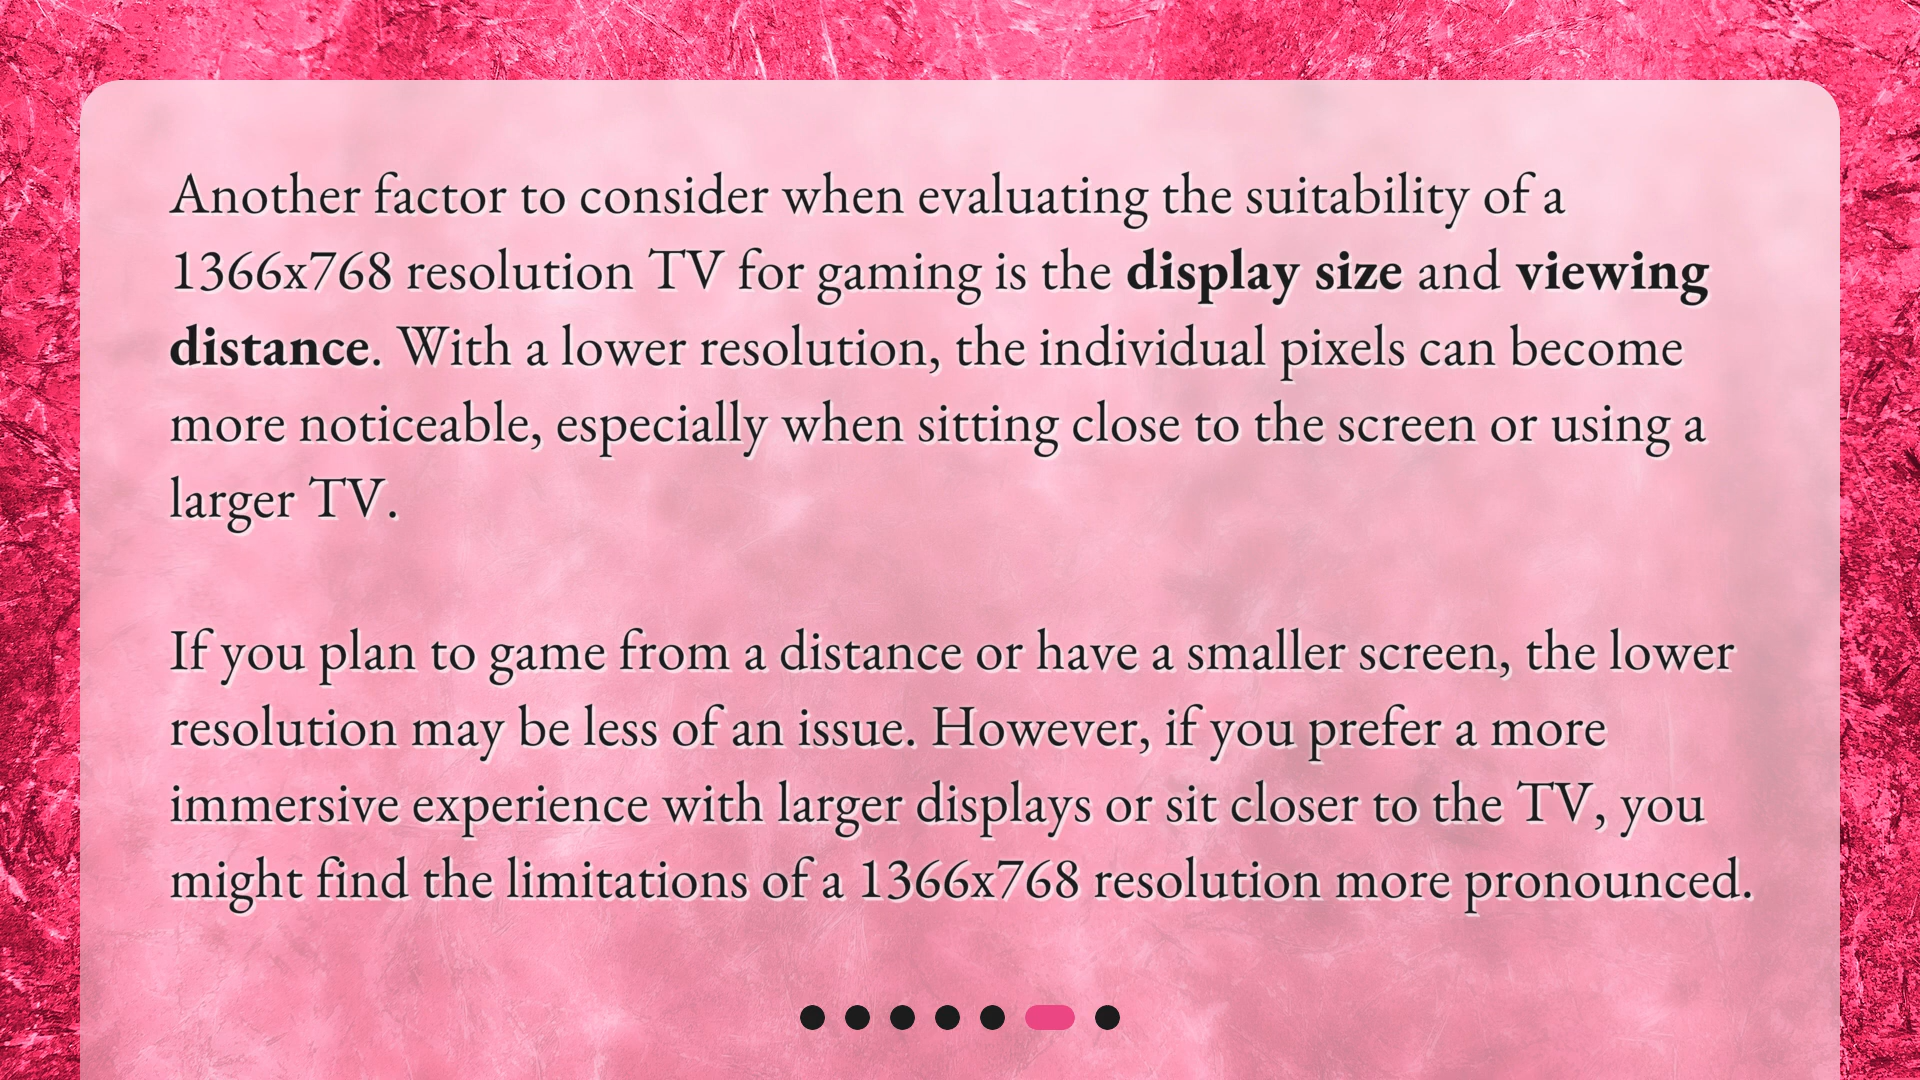 Another factor to consider when evaluating the suitability of a
1366x768 resolution TV for gaming is the display size and viewing
distance. With a lower resolution, the individual pixels can become
more noticeable, especially when sitting close to the screen or using a
larger TV.
If you plan to game from a distance or have a smaller screen, the lower
resolution may be less of an issue. However, if you prefer a more
immersive experience with larger displays or sit closer to the TV, you
might find the limitations of a 1366x768 resolution more pronounced.